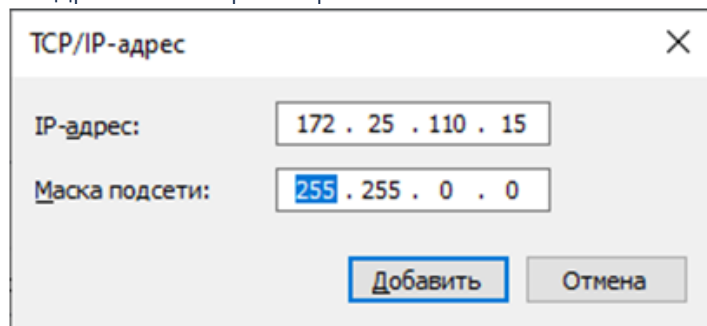 TCP/IP-адрес
IP-адрес: 172 . 25 . 110 . 15
Маска подсети: 255 . 255 . 0 . 0
Добавить Отмена